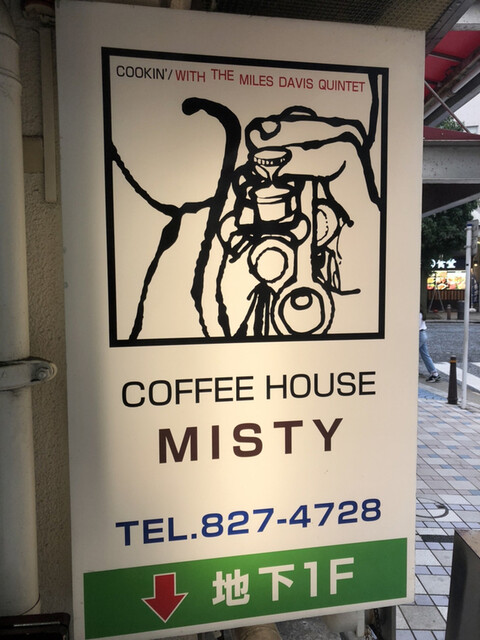 COOKIN'/ WITH THE MILES DAVIS QUINTET
COFFEE HOUSE
MISTY
TEL.827-4728
地下1F